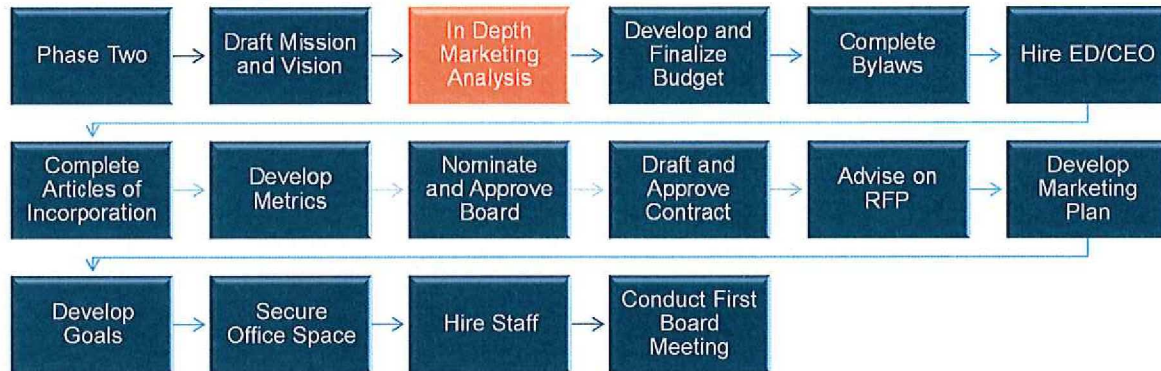 Phase Two
Draft Mission
and Vision
In Depth
Marketing
Analysis
Develop and
Finalize
Budget
Complete
Bylaws
Hire ED/CEO
Complete
Articles of
Incorporation
Develop
Metrics
Nominate
and Approve
Board
Draft and
Approve
Contract
Advise on
RFP
Develop
Marketing
Plan
Develop
Goals
Secure
Office Space
Hire Staff
Conduct First
Board
Meeting